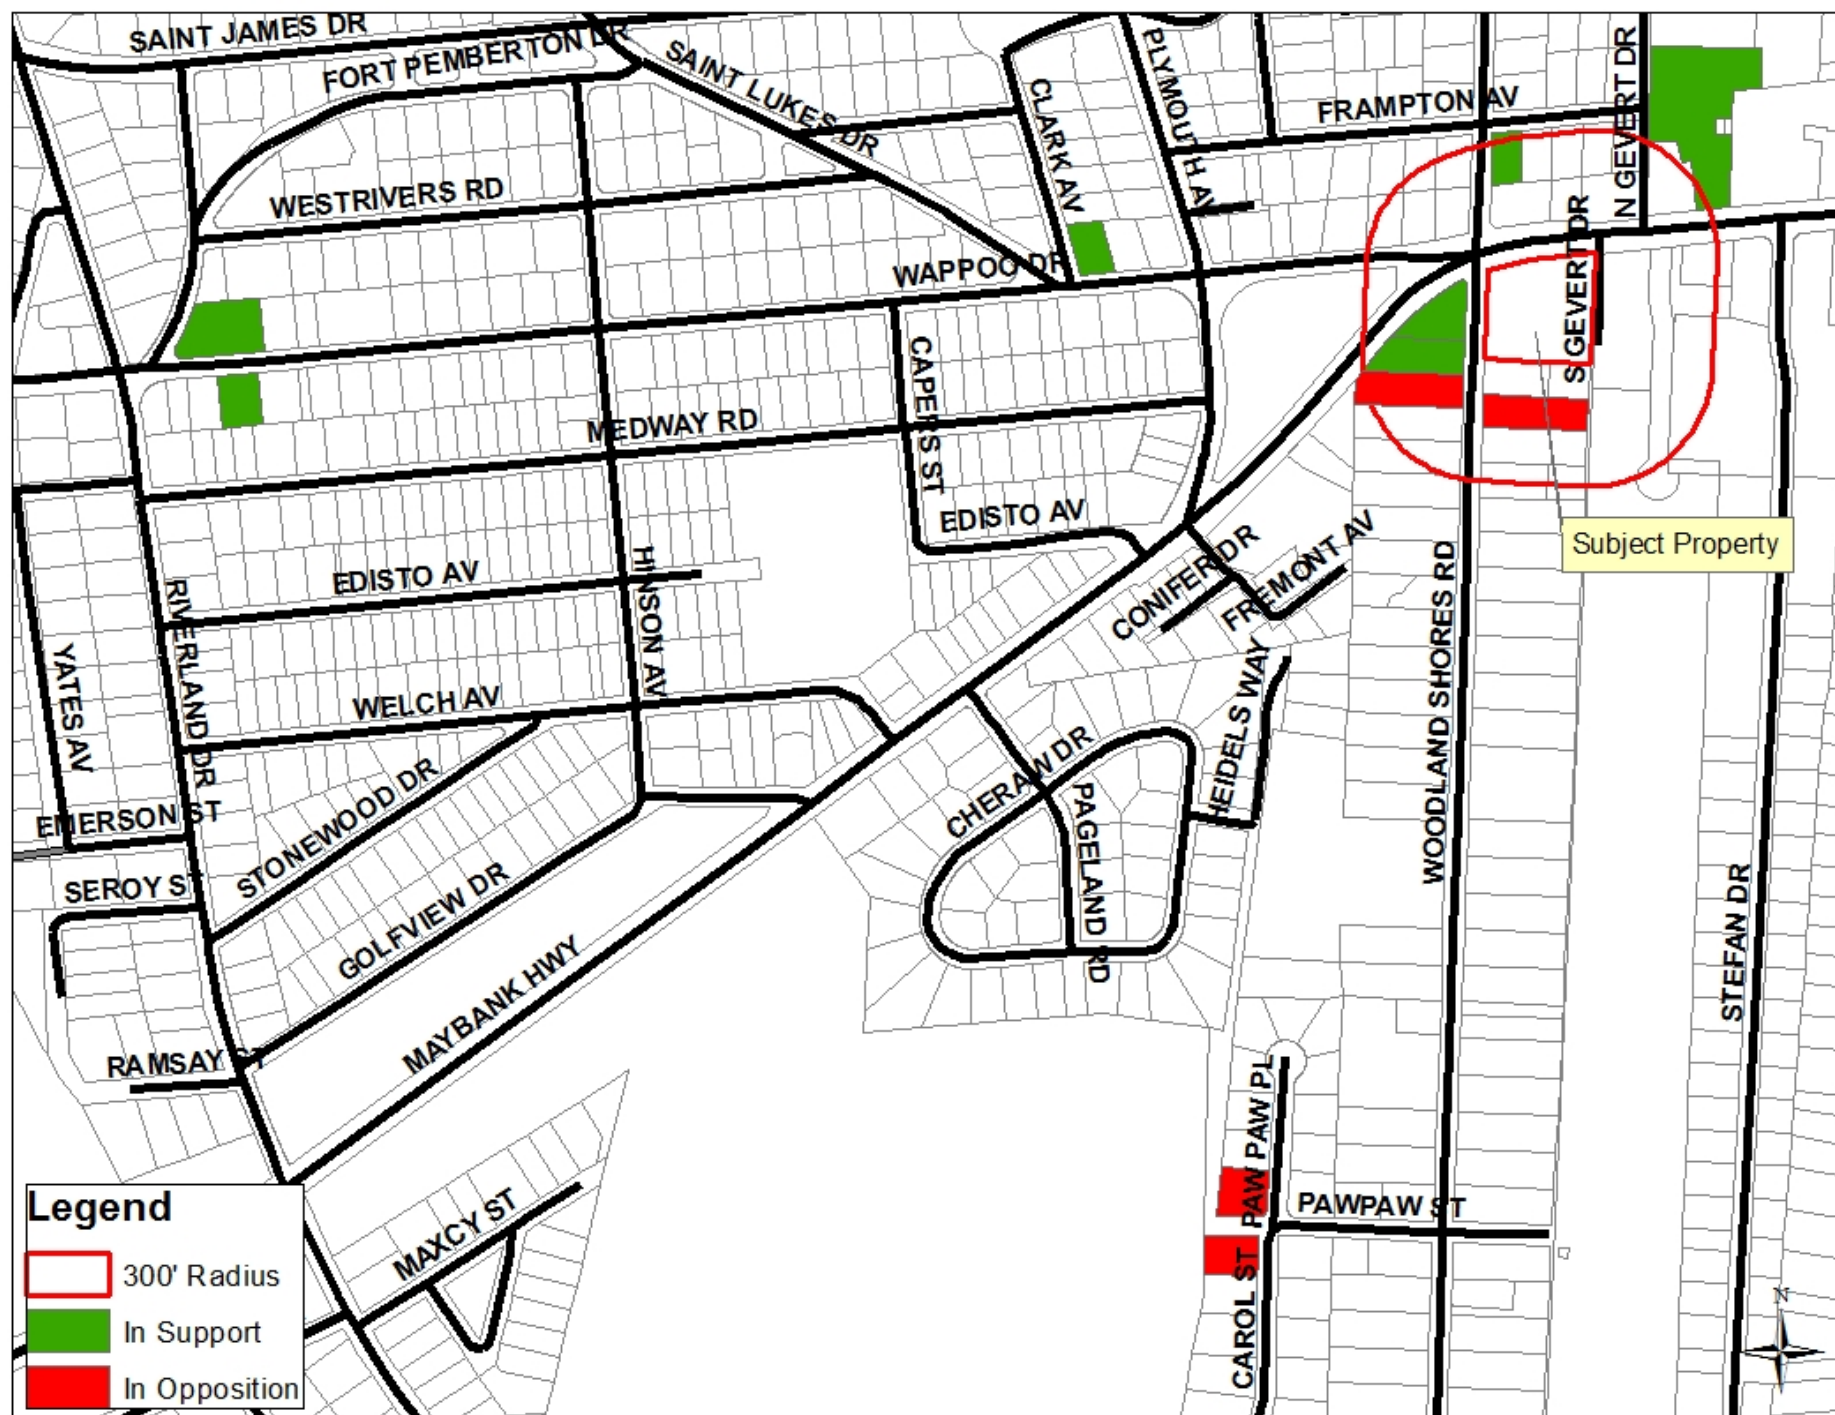 SAINT JAMES DR
FORT PEMBERTON DR
SAINT LUKES DR
CLARK AV
PLYMOUTH AV
FRAMPTON AV
N GEVERT DR
WESTRIVERS RD
WAPPOO DR
S GEVERT DR
CAPERS ST
MEDWAY RD
EDISTO AV
Subject Property
CONIFER DR
FREMONT AV
EDISTO AV
HINSON AV
RIVERLAND DR
YATES AV
WELCH AV
HEIDELS WAY
WOODLAND SHORES RD
CHERAW DR
PAGELAND RD
STONEWOOD DR
EMERSON ST
SEROY S
GOLFVIEW DR
MAYBANK HWY
STEFAN DR
RAMSAY ST
PAW PAW PL
PAWPAW ST
MAXCY ST
CAROL ST
N
Legend
300' Radius
In Support
In Opposition